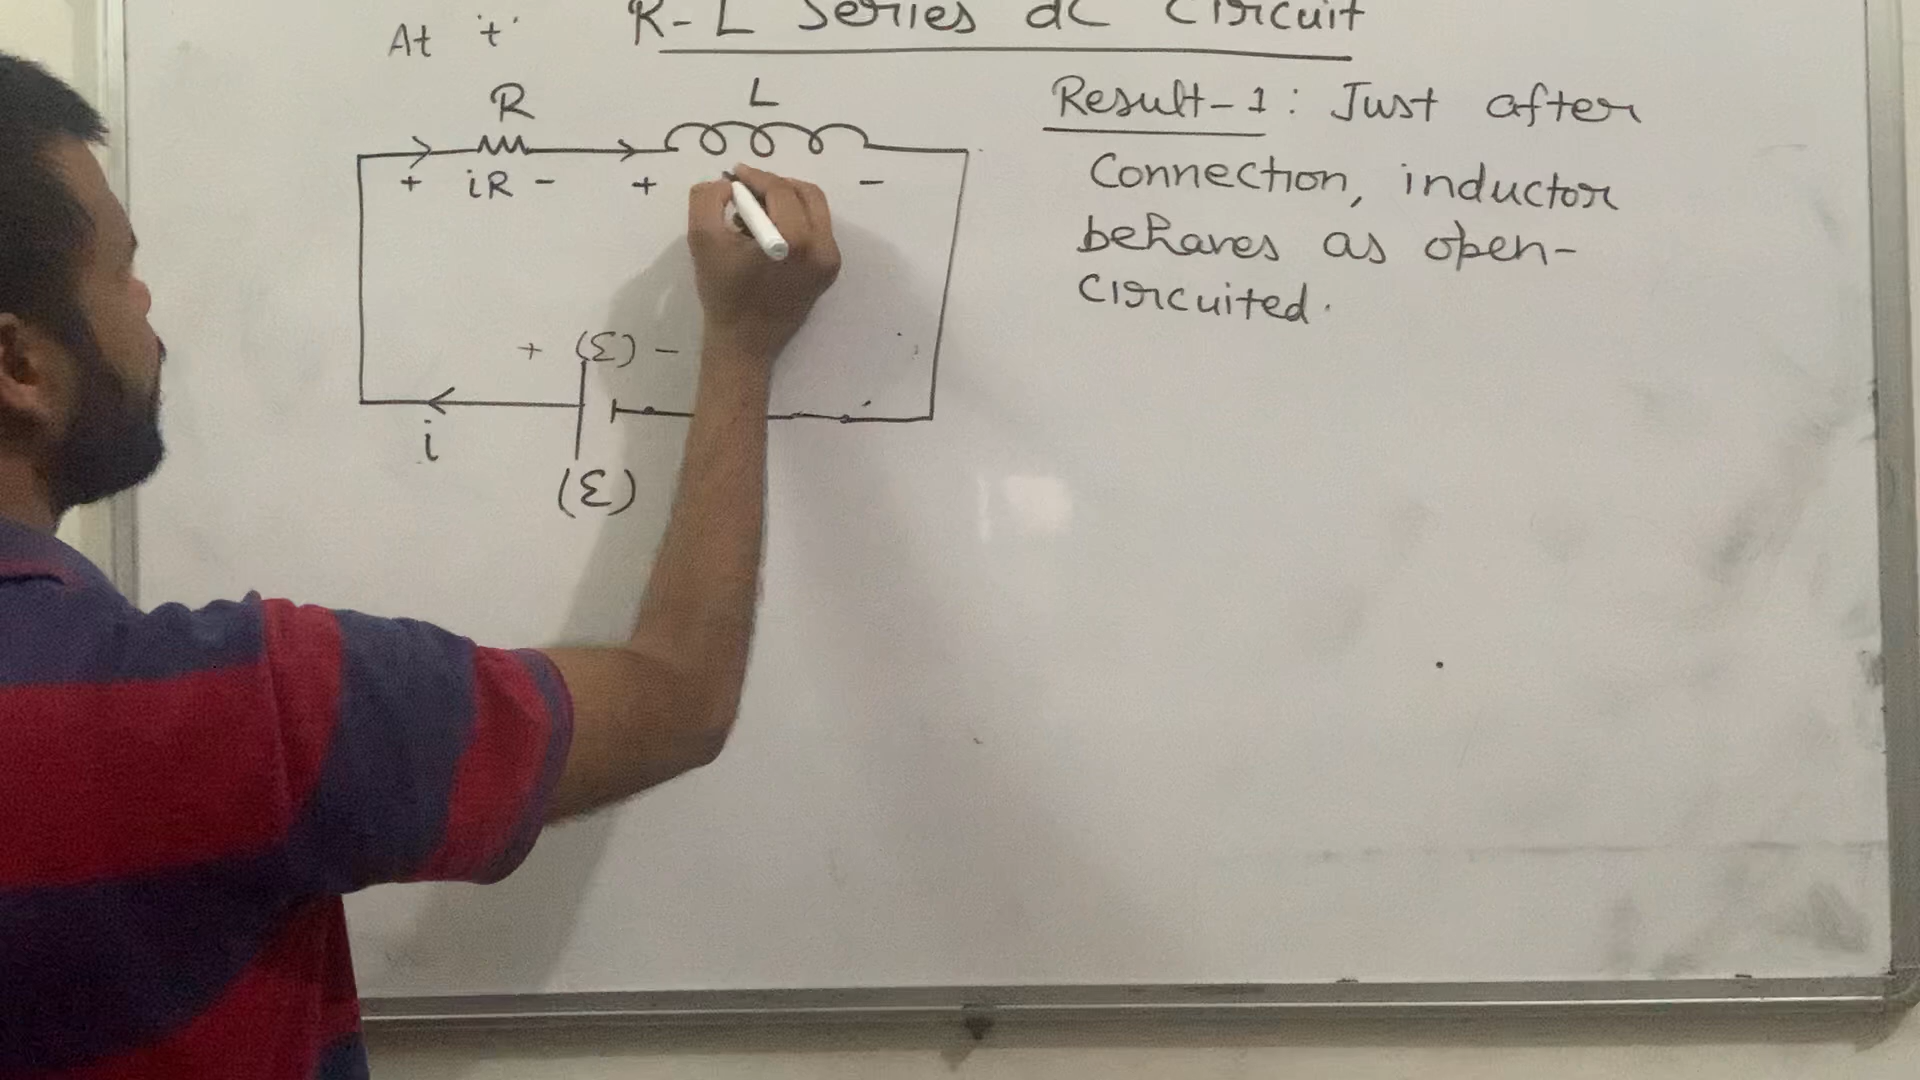 At 't' R-L Series dC Circuit
R L
+ iR - + -
+ (ε) -
i
(ε)
Result-1: Just after
Connection, inductor
behaves as open-
circuited.